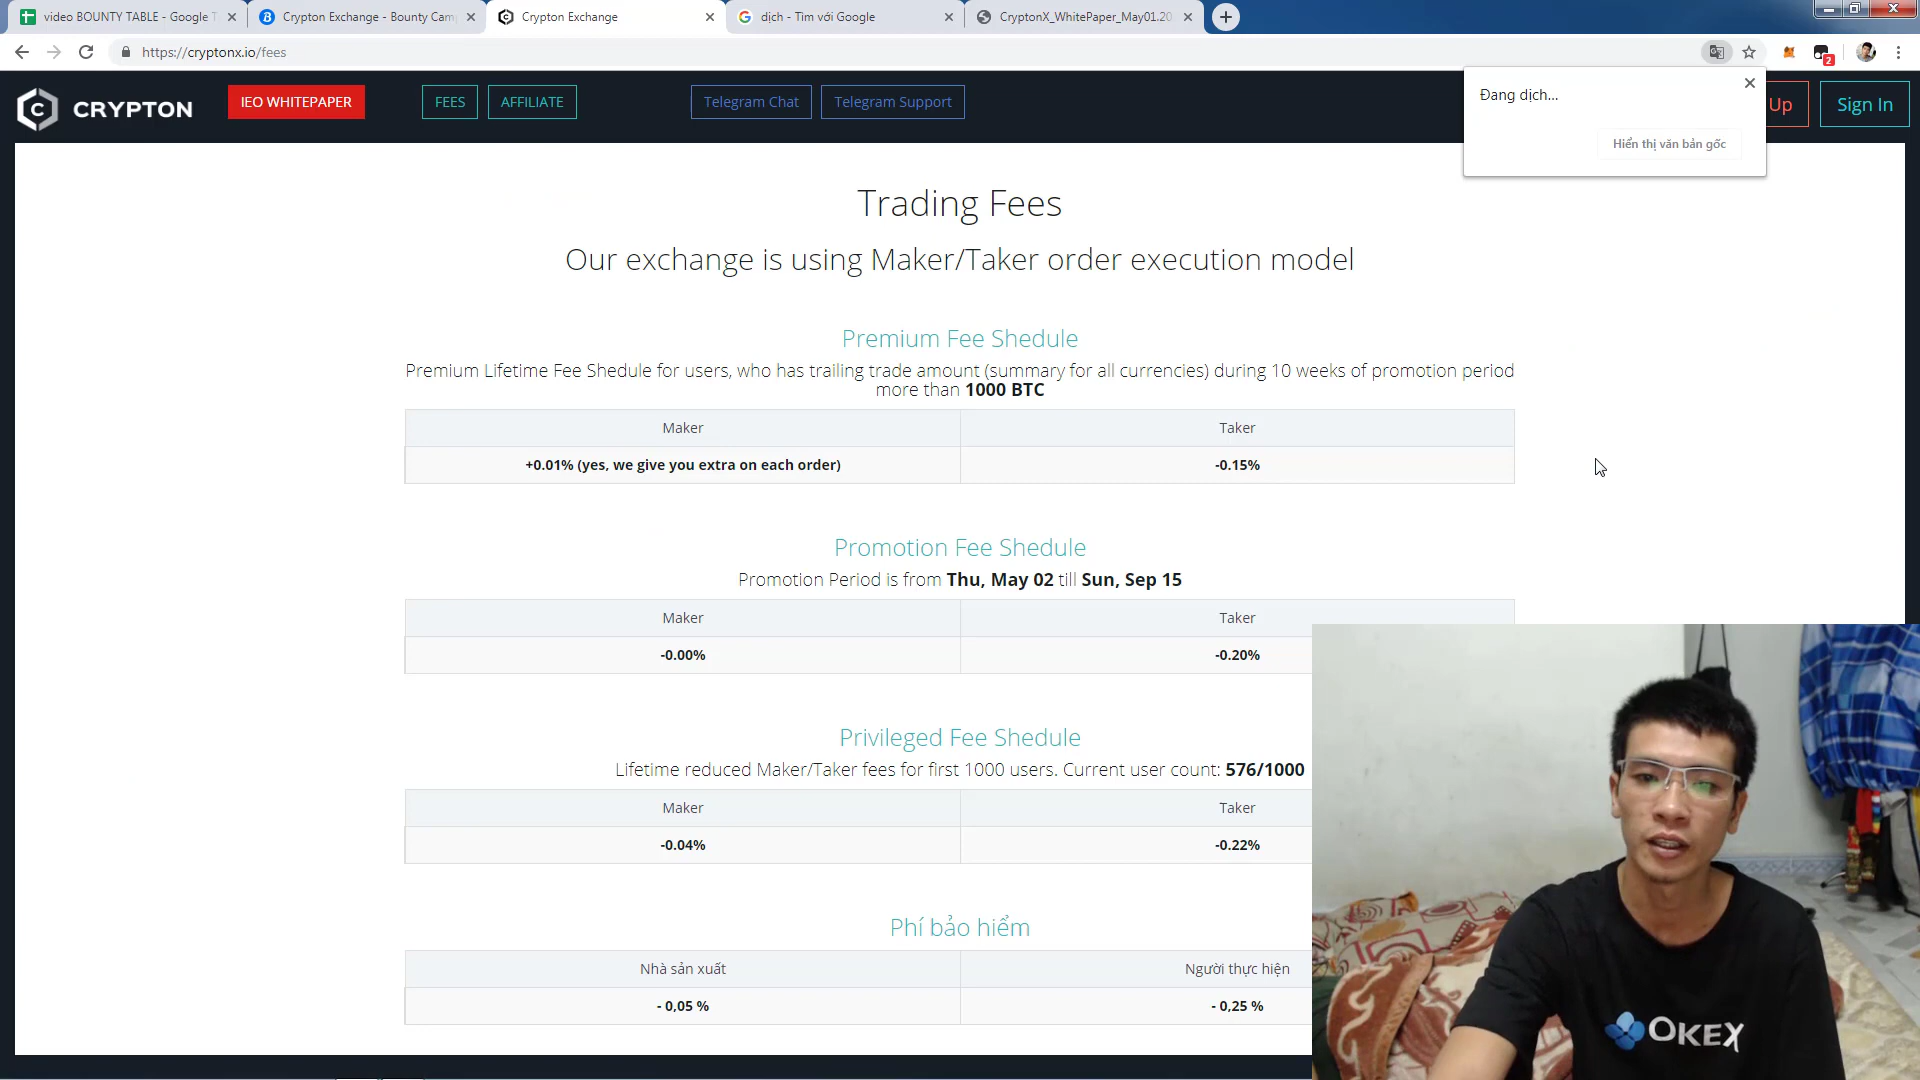 video BOUNTY TABLE - Google T
Crypton Exchange - Bounty Cam
Crypton Exchange
dịch - Tìm với Google
CryptonX_WhitePaper_May01.20
https://cryptonx.io/fees
2
CRYPTON
IEO WHITEPAPER
FEES
AFFILIATE
Telegram Chat
Telegram Support
Up
Sign In
Đang dịch...
Hiển thị văn bản gốc
Trading Fees
Our exchange is using Maker/Taker order execution model
Premium Fee Shedule
Premium Lifetime Fee Shedule for users, who has trailing trade amount (summary for all currencies) during 10 weeks of promotion period
more than 1000 BTC
Maker Taker
+0.01% (yes, we give you extra on each order) -0.15%
Promotion Fee Shedule
Promotion Period is from Thu, May 02 till Sun, Sep 15
Maker Taker
-0.00% -0.20%
Privileged Fee Shedule
Lifetime reduced Maker/Taker fees for first 1000 users. Current user count: 576/1000
Maker Taker
-0.04% -0.22%
Phí bảo hiểm
Nhà sản xuất Người thực hiện
- 0,05 % - 0,25 %
OKEX